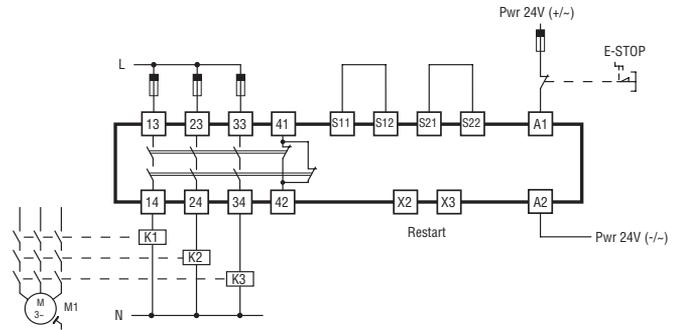 Pwr 24V (+/~)
E-STOP
L
13 23 33 41 S11 S12 S21 S22 A1
14 24 34 42 X2 X3 A2
Restart
Pwr 24V (-/~)
K1
K2
K3
M
3~
M1
N